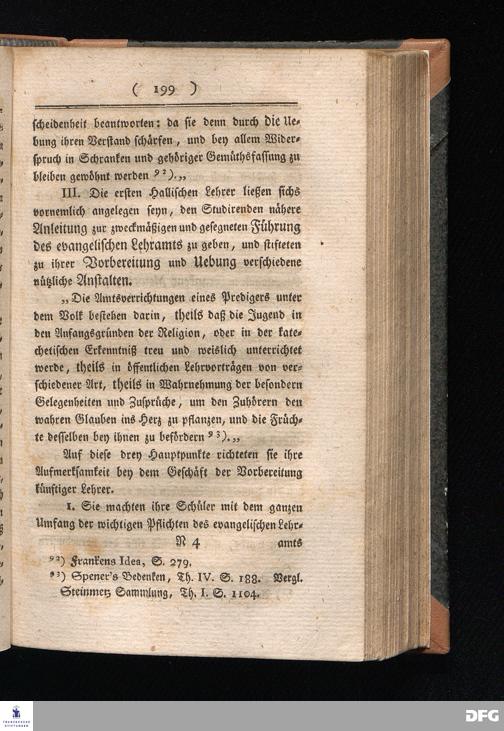 ( 199 )
scheidenheit beantworten: da sie denn durch die Ue-
bung ihren Verstand schärfen, und bey allem Wider-
spruch in Schranken und gehöriger Gemüthsfassung zu
bleiben gewöhnt werden 92).„
III. Die ersten Hallischen Lehrer ließen sichs
vornemlich angelegen seyn, den Studirenden nähere
Anleitung zur zweckmäßigen und gesegneten Führung
des evangelischen Lehramts zu geben, und stifteten
zu ihrer Vorbereitung und Uebung verschiedene
nützliche Anstalten.
„Die Amtsverrichtungen eines Predigers unter
dem Volk bestehen darin, theils daß die Jugend in
den Anfangsgründen der Religion, oder in der kate-
chetischen Erkenntniß treu und weislich unterrichtet
werde, theils in öffentlichen Lehrvorträgen von ver-
schiedener Art, theils in Wahrnehmung der besondern
Gelegenheiten und Zusprüche, um den Zuhörern den
wahren Glauben ins Herz zu pflanzen, und die Früch-
te desselben bey ihnen zu befördern 93).„
Auf diese drey Hauptpunkte richteten sie ihre
Aufmerksamkeit bey dem Geschäft der Vorbereitung
künftiger Lehrer.
1. Sie machten ihre Schüler mit dem ganzen
Umfang der wichtigen Pflichten des evangelischen Lehr-
N 4 amts
92) Frankens Idea, S. 279.
93) Spener's Bedenken, Th. IV. S. 188. Vergl.
Steinmetz Sammlung, Th. I. S. 1104.
FRANCKESCHE
STIFTUNGEN
DFG